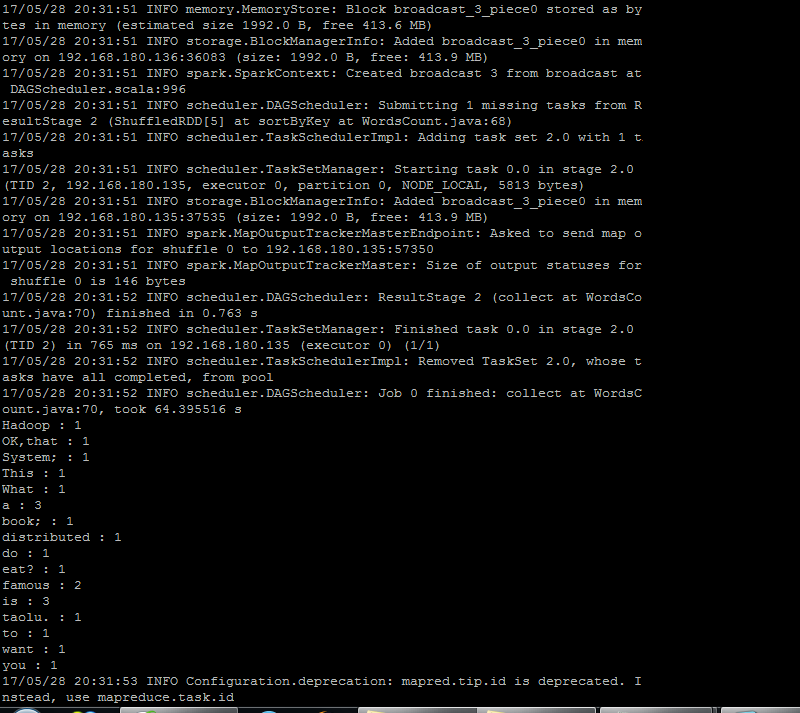 17/05/28 20:31:51 INFO memory.MemoryStore: Block broadcast_3_piece0 stored as by
tes in memory (estimated size 1992.0 B, free 413.6 MB)
17/05/28 20:31:51 INFO storage.BlockManagerInfo: Added broadcast_3_piece0 in mem
ory on 192.168.180.136:36083 (size: 1992.0 B, free: 413.9 MB)
17/05/28 20:31:51 INFO spark.SparkContext: Created broadcast 3 from broadcast at
 DAGScheduler.scala:996
17/05/28 20:31:51 INFO scheduler.DAGScheduler: Submitting 1 missing tasks from R
esultStage 2 (ShuffledRDD[5] at sortByKey at WordsCount.java:68)
17/05/28 20:31:51 INFO scheduler.TaskSchedulerImpl: Adding task set 2.0 with 1 t
asks
17/05/28 20:31:51 INFO scheduler.TaskSetManager: Starting task 0.0 in stage 2.0
(TID 2, 192.168.180.135, executor 0, partition 0, NODE_LOCAL, 5813 bytes)
17/05/28 20:31:51 INFO storage.BlockManagerInfo: Added broadcast_3_piece0 in mem
ory on 192.168.180.135:37535 (size: 1992.0 B, free: 413.9 MB)
17/05/28 20:31:51 INFO spark.MapOutputTrackerMasterEndpoint: Asked to send map o
utput locations for shuffle 0 to 192.168.180.135:57350
17/05/28 20:31:51 INFO spark.MapOutputTrackerMaster: Size of output statuses for
 shuffle 0 is 146 bytes
17/05/28 20:31:52 INFO scheduler.DAGScheduler: ResultStage 2 (collect at WordsCo
unt.java:70) finished in 0.763 s
17/05/28 20:31:52 INFO scheduler.TaskSetManager: Finished task 0.0 in stage 2.0
(TID 2) in 765 ms on 192.168.180.135 (executor 0) (1/1)
17/05/28 20:31:52 INFO scheduler.TaskSchedulerImpl: Removed TaskSet 2.0, whose t
asks have all completed, from pool
17/05/28 20:31:52 INFO scheduler.DAGScheduler: Job 0 finished: collect at WordsC
ount.java:70, took 64.395516 s
Hadoop : 1
OK,that : 1
System; : 1
This : 1
What : 1
a : 3
book; : 1
distributed : 1
do : 1
eat? : 1
famous : 2
is : 3
taolu. : 1
to : 1
want : 1
you : 1
17/05/28 20:31:53 INFO Configuration.deprecation: mapred.tip.id is deprecated. I
nstead, use mapreduce.task.id